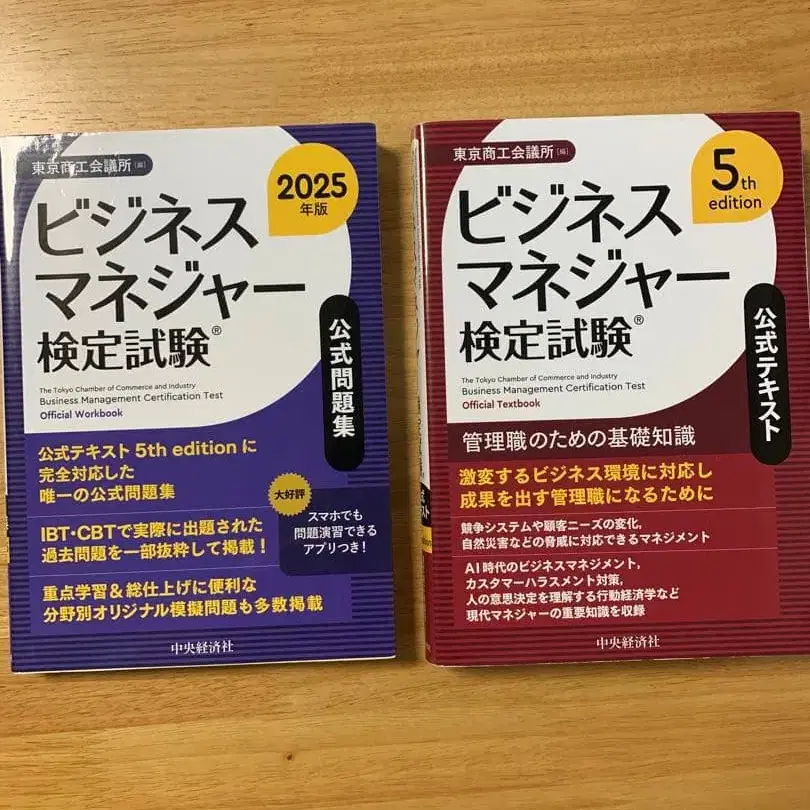 東京商工会議所[編]
2025
年版
ビジネス
マネジャー
検定試験®
The Tokyo Chamber of Commerce and Industry
Business Management Certification Test
Official Workbook
公式問題集
公式テキスト 5th editionに
完全対応した
唯一の公式問題集
大好評
スマホでも
問題演習できる
アプリつき!
IBT・CBTで実際に出題された
過去問題を一部抜粋して掲載!
重点学習&総仕上げに便利な
分野別オリジナル模擬問題も多数掲載
中央経済社
東京商工会議所[編]
5th
edition
ビジネス
マネジャー
検定試験®
The Tokyo Chamber of Commerce and Industry
Business Management Certification Test
Official Textbook
公式テキスト
管理職のための基礎知識
激変するビジネス環境に対応し
成果を出す管理職になるために
競争システムや顧客ニーズの変化,
自然災害などの脅威に対応できるマネジメント
AI時代のビジネスマネジメント,
カスタマーハラスメント対策,
人の意思決定を理解する行動経済学など
現代マネジャーの重要知識を収録
中央経済社